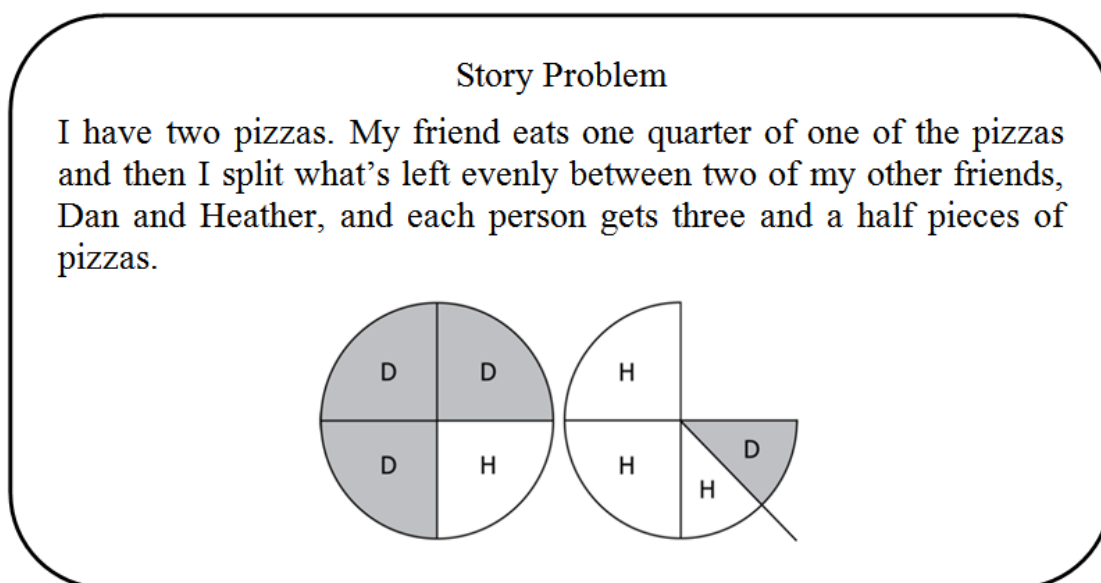 Story Problem
I have two pizzas. My friend eats one quarter of one of the pizzas
and then I split what’s left evenly between two of my other friends,
Dan and Heather, and each person gets three and a half pieces of
pizzas.
D D H
D H H H D